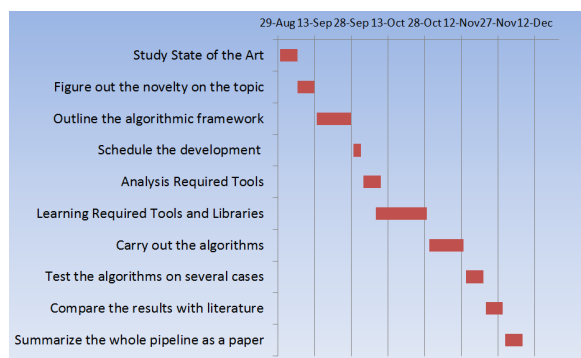 29-Aug 13-Sep 28-Sep 13-Oct 28-Oct 12-Nov 27-Nov 12-Dec
Study State of the Art
Figure out the novelty on the topic
Outline the algorithmic framework
Schedule the development
Analysis Required Tools
Learning Required Tools and Libraries
Carry out the algorithms
Test the algorithms on several cases
Compare the results with literature
Summarize the whole pipeline as a paper